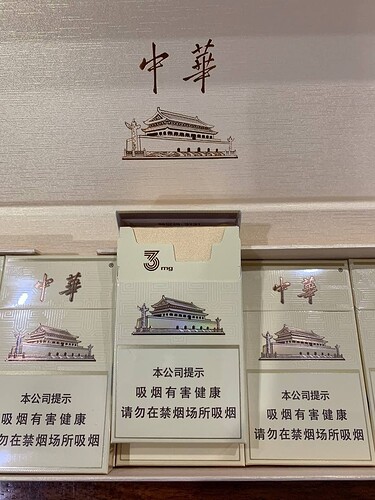 中華
3mg
本公司提示
吸烟有害健康
请勿在禁烟场所吸烟
中華®
本公司提示
吸烟有害健康
请勿在禁烟场所吸烟
中華®
本公司提示
吸烟有害健康
请勿在禁烟场所吸烟